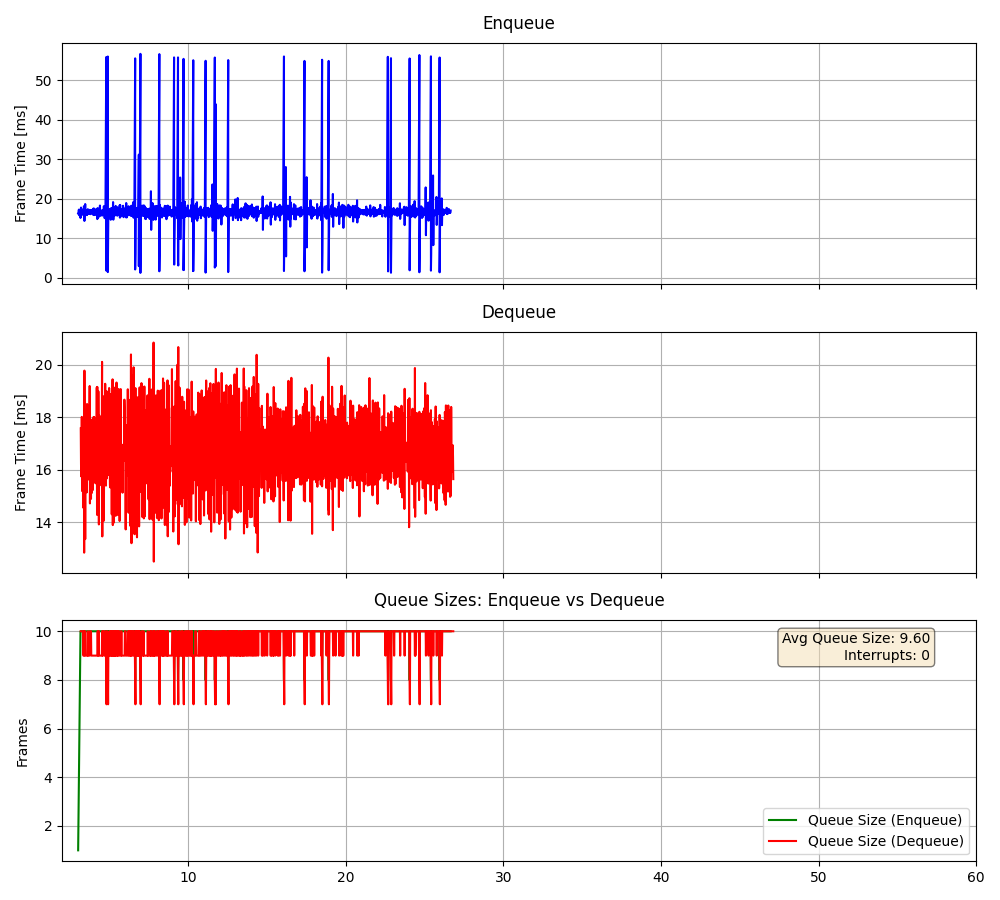 Enqueue
Frame Time [ms]
50
40
30
20
10
0
Dequeue
Frame Time [ms]
20
18
16
14
Queue Sizes: Enqueue vs Dequeue
Frames
10
8
6
4
2
Avg Queue Size: 9.60
Interrupts: 0
Queue Size (Enqueue)
Queue Size (Dequeue)
10 20 30 40 50 60